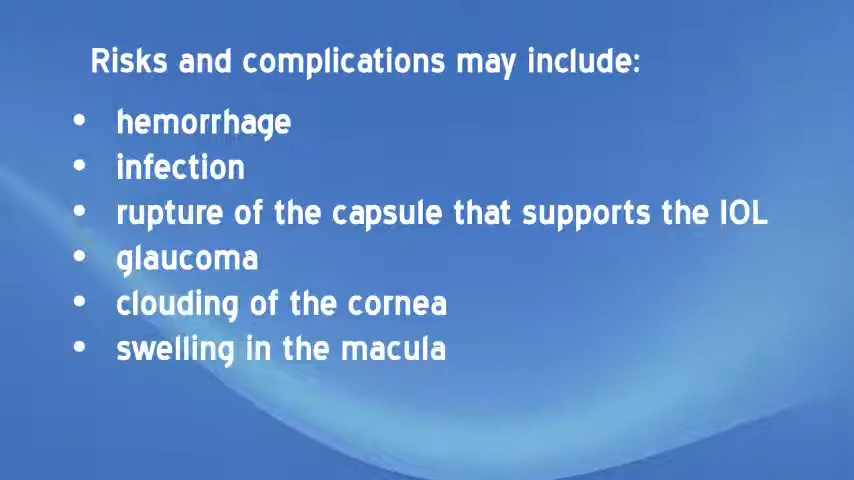 Risks and complications may include:
• hemorrhage
• infection
• rupture of the capsule that supports the IOL
• glaucoma
• clouding of the cornea
• swelling in the macula